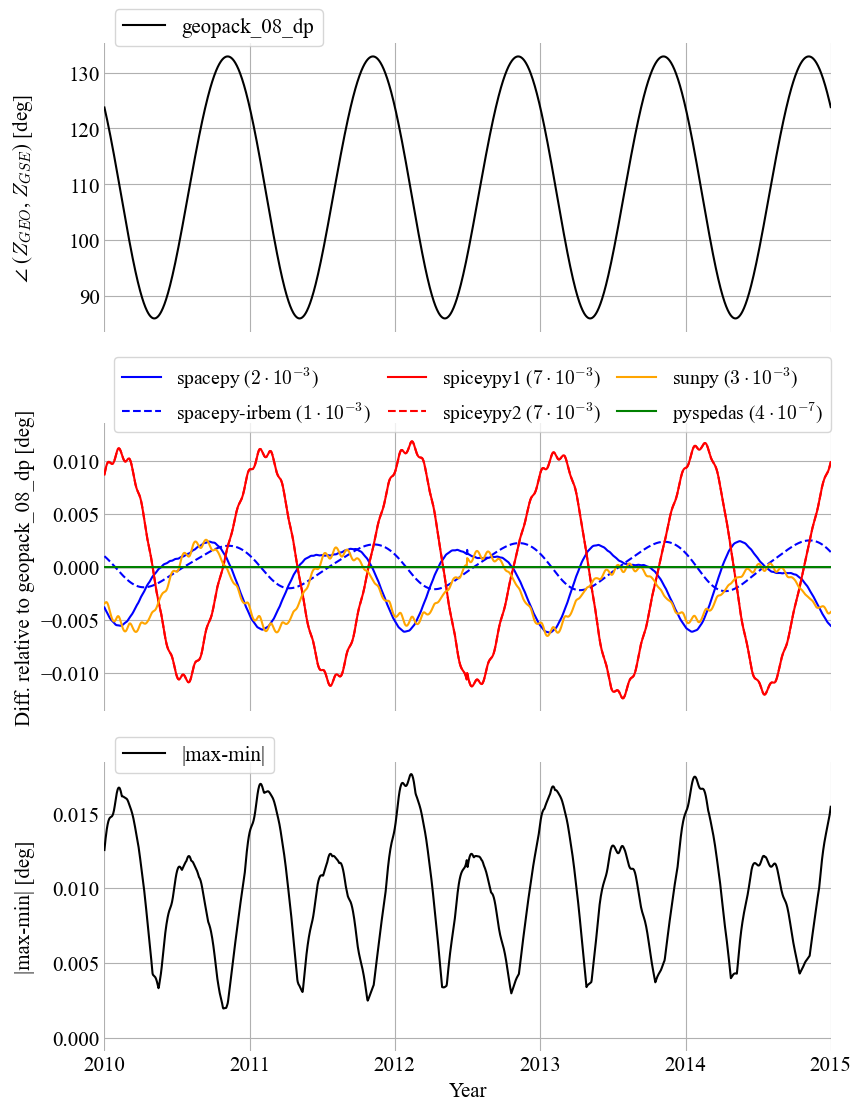 geopack_08_dp
∠ (Z_GEO, Z_GSE) [deg]
130
120
110
100
90
spacepy (2 · 10⁻³)
spiceypy1 (7 · 10⁻³)
sunpy (3 · 10⁻³)
spacepy-irbem (1 · 10⁻³)
spiceypy2 (7 · 10⁻³)
pyspedas (4 · 10⁻⁷)
Diff. relative to geopack_08_dp [deg]
0.010
0.005
0.000
−0.005
−0.010
|max-min|
|max-min| [deg]
0.015
0.010
0.005
0.000
2010 2011 2012 2013 2014 2015
Year